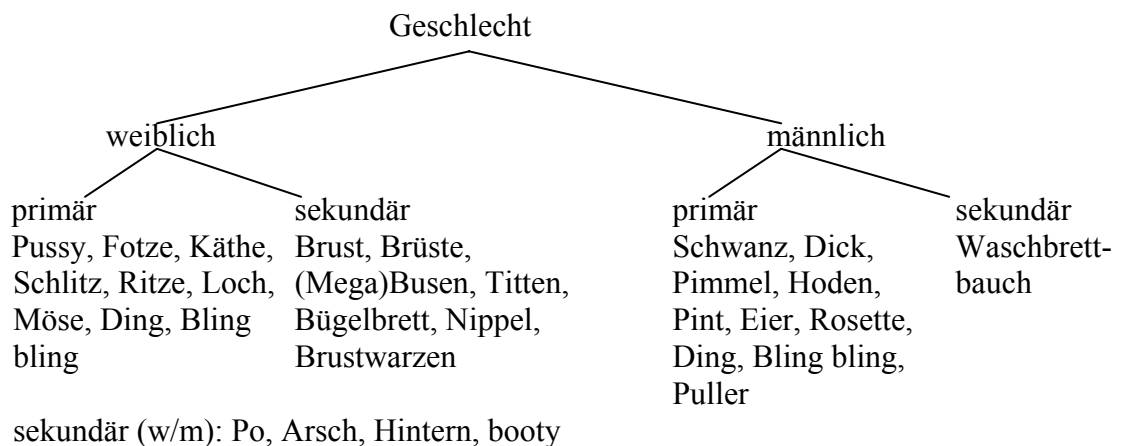 Geschlecht
weiblich
männlich
primär
Pussy, Fotze, Käthe,
Schlitz, Ritze, Loch,
Möse, Ding, Bling
bling
sekundär
Brust, Brüste,
(Mega)Busen, Titten,
Bügelbrett, Nippel,
Brustwarzen
primär
Schwanz, Dick,
Pimmel, Hoden,
Pint, Eier, Rosette,
Ding, Bling bling,
Puller
sekundär
Waschbrett-
bauch
sekundär (w/m): Po, Arsch, Hintern, booty